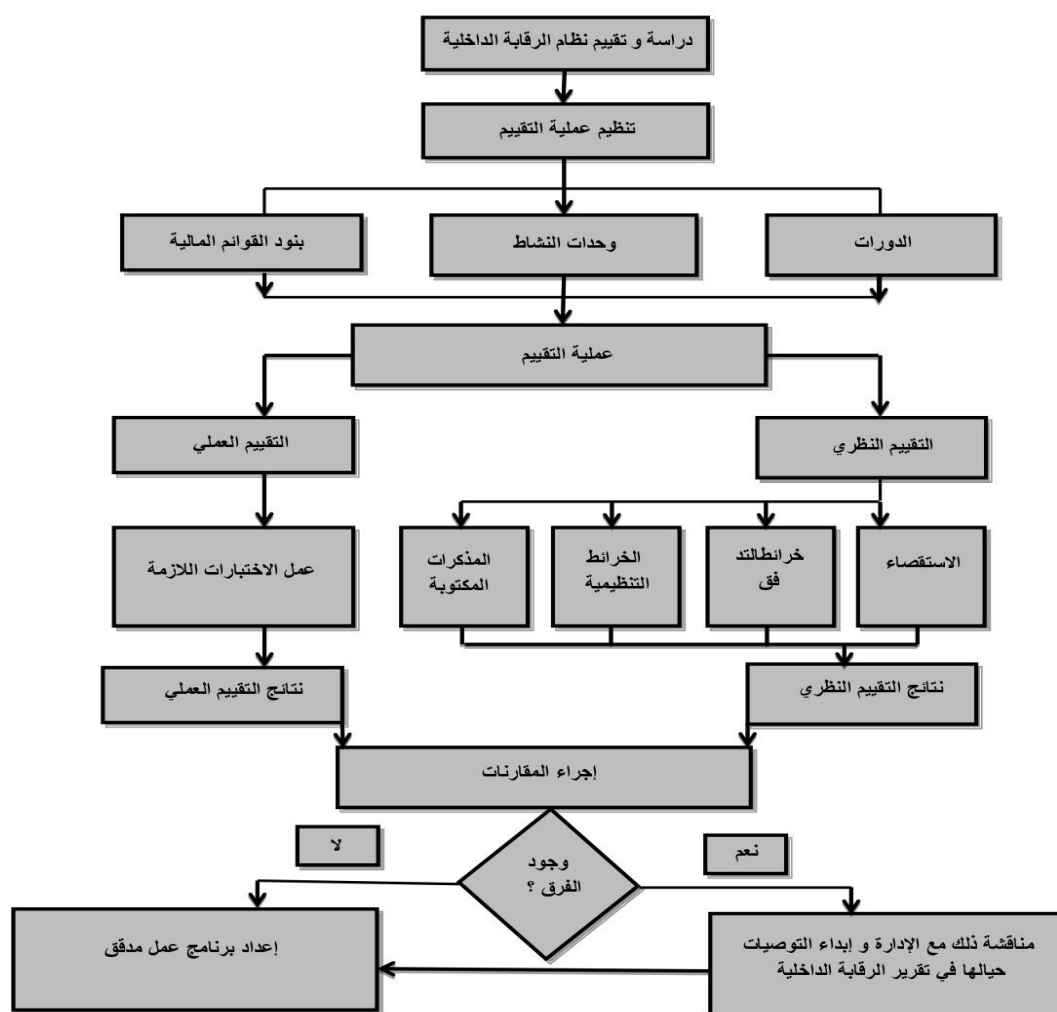 دراسة و تقييم نظام الرقابة الداخلية
تنظيم عملية التقييم
الدورات
وحدات النشاط
بنود القوائم المالية
عملية التقييم
التقييم النظري
التقييم العملي
الاستقصاء
خرائطالتد
فق
الخرائط
التنظيمية
المذكرات
المكتوبة
عمل الاختبارات اللازمة
نتائج التقييم النظري
نتائج التقييم العملي
إجراء المقارنات
وجود
الفرق ؟
نعم
لا
مناقشة ذلك مع الإدارة و إبداء التوصيات
حيالها في تقرير الرقابة الداخلية
إعداد برنامج عمل مدقق